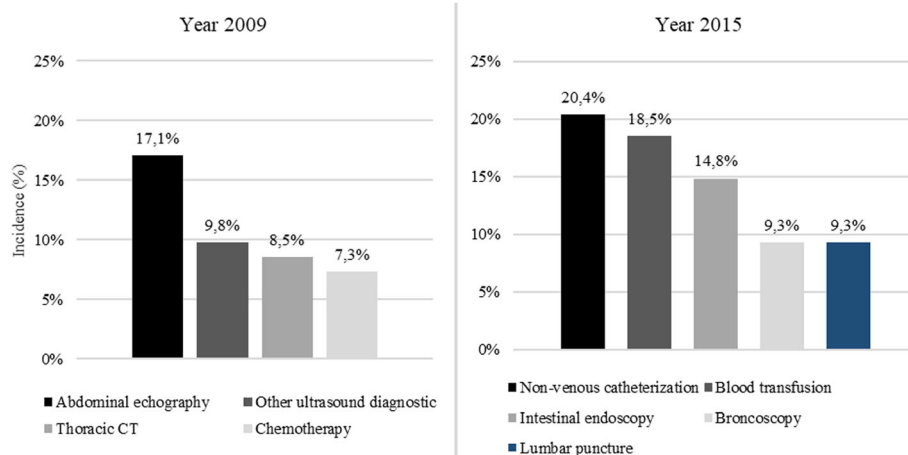 Year 2009
25%
20%
15%
10%
5%
0%
Incidence (%)
17,1%
9,8%
8,5%
7,3%
Abdominal echography
Other ultrasound diagnostic
Thoracic CT
Chemotherapy
Year 2015
25%
20%
15%
10%
5%
0%
20,4%
18,5%
14,8%
9,3%
9,3%
Non-venous catheterization
Blood transfusion
Intestinal endoscopy
Broncoscopy
Lumbar puncture